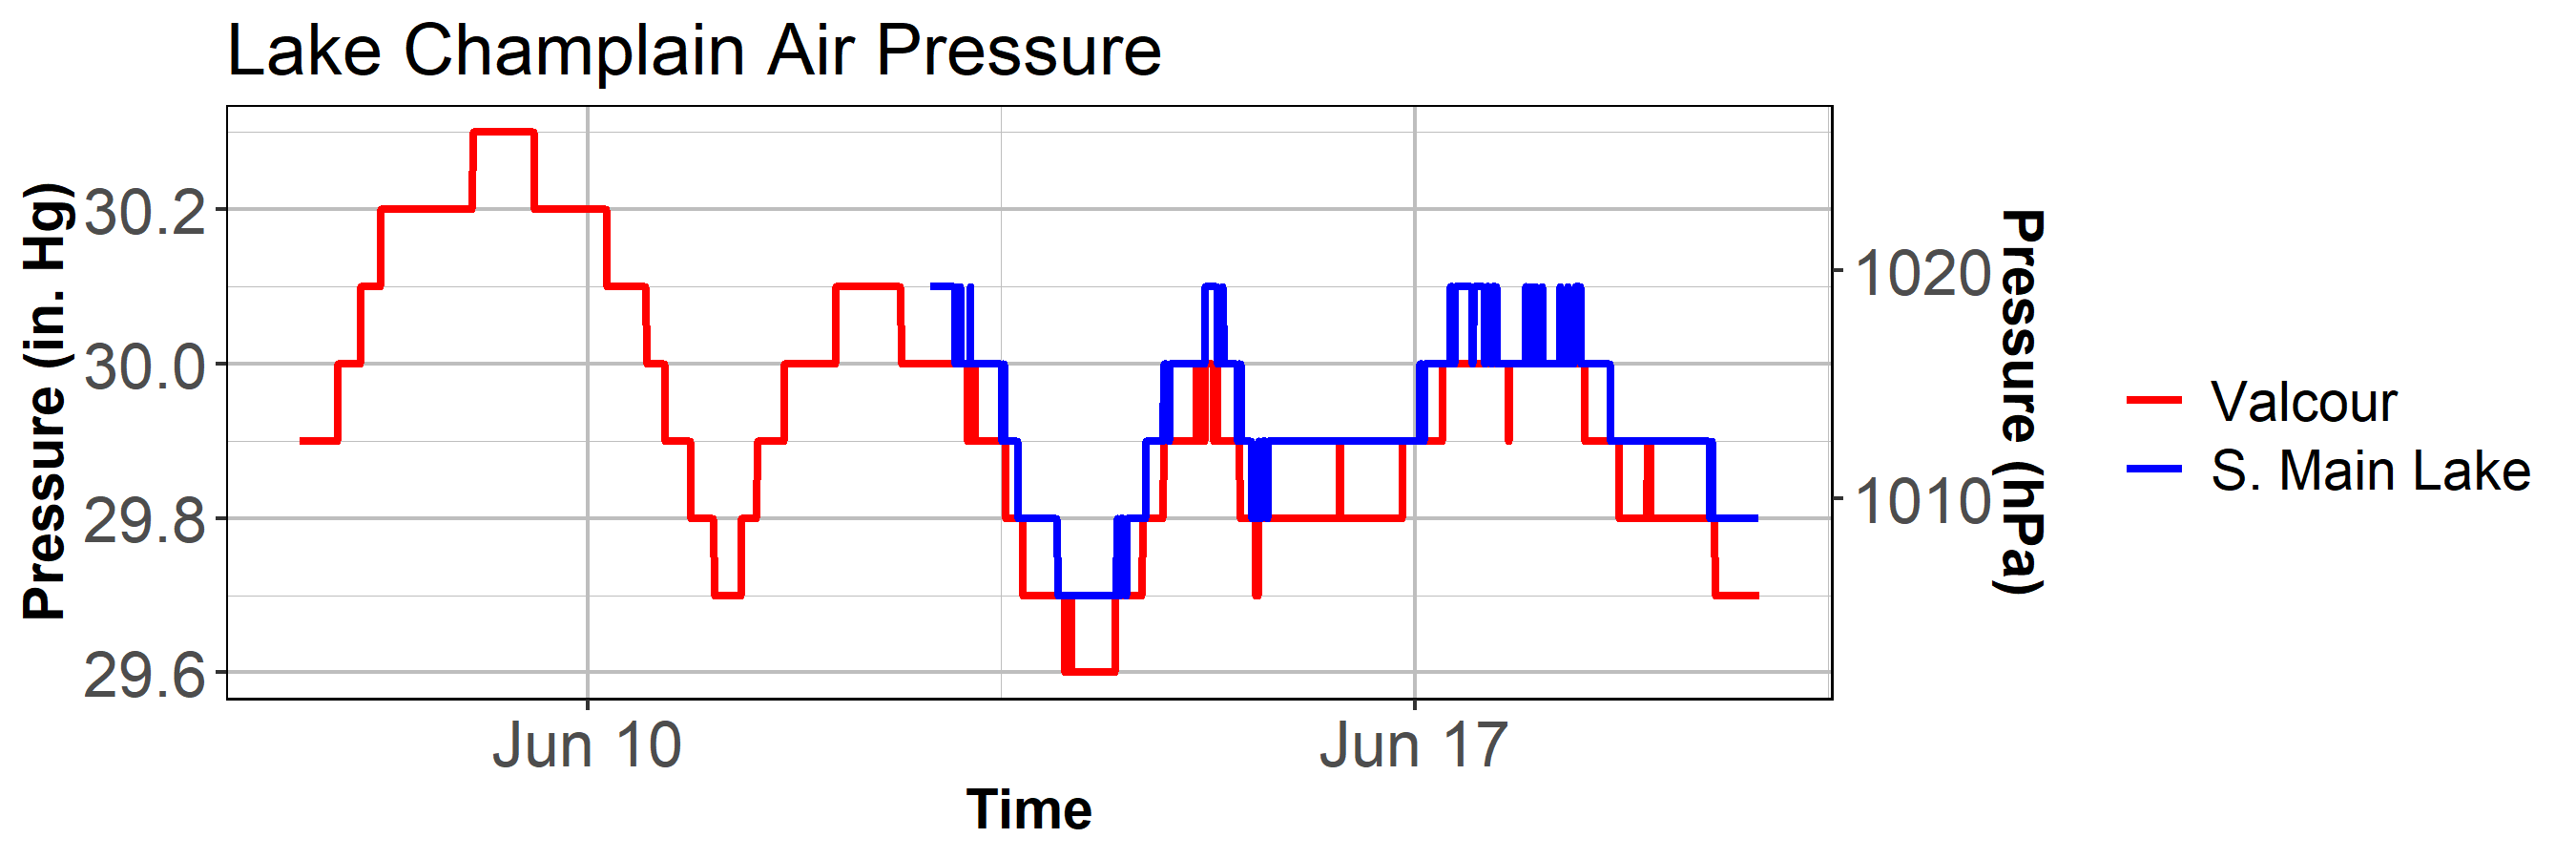 Lake Champlain Air Pressure
Pressure (in. Hg)
30.2
30.0
29.8
29.6
1020
1010
Pressure (hPa)
Jun 10
Jun 17
Time
Valcour
S. Main Lake